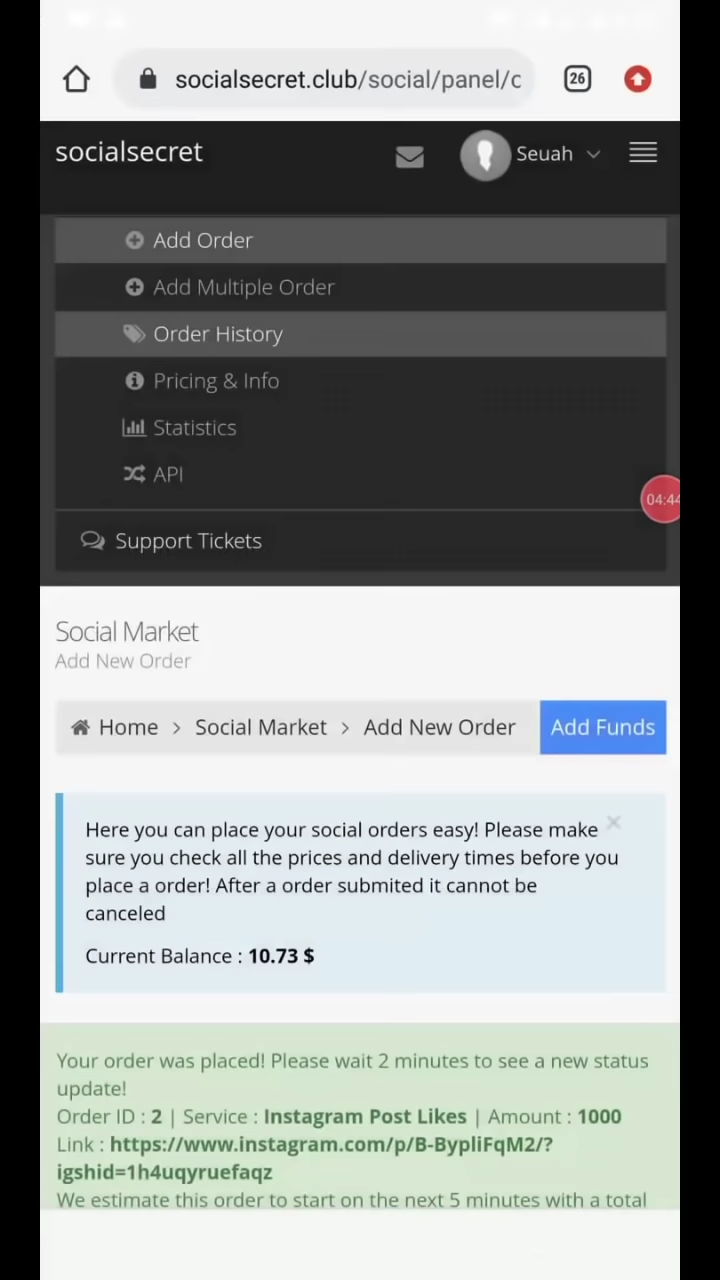 socialsecret.club/social/panel/c
26
socialsecret
Seuah
Add Order
Add Multiple Order
Order History
Pricing & Info
Statistics
API
04:44
Support Tickets
Social Market
Add New Order
Home > Social Market > Add New Order
Add Funds
Here you can place your social orders easy! Please make
sure you check all the prices and delivery times before you
place a order! After a order submited it cannot be
canceled
Current Balance : 10.73 $
Your order was placed! Please wait 2 minutes to see a new status
update!
Order ID : 2 | Service : Instagram Post Likes | Amount : 1000
Link : https://www.instagram.com/p/B-BypliFqM2/?
igshid=1h4uqyruefaqz
We estimate this order to start on the next 5 minutes with a total